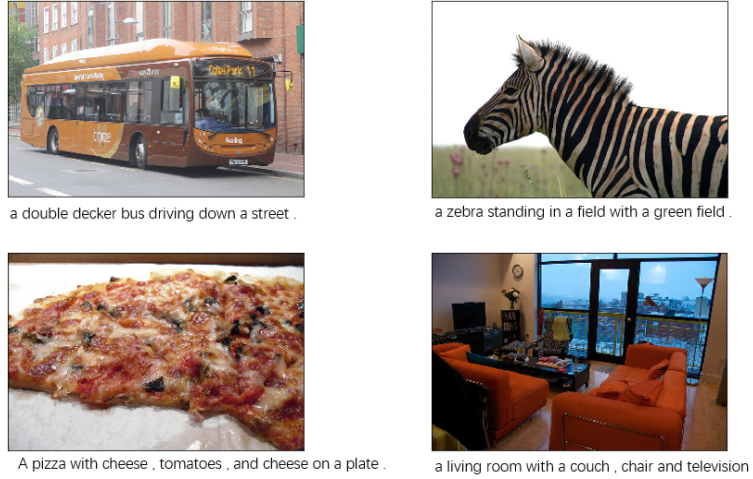 a double decker bus driving down a street .
a zebra standing in a field with a green field .
A pizza with cheese , tomatoes , and cheese on a plate .
a living room with a couch , chair and television